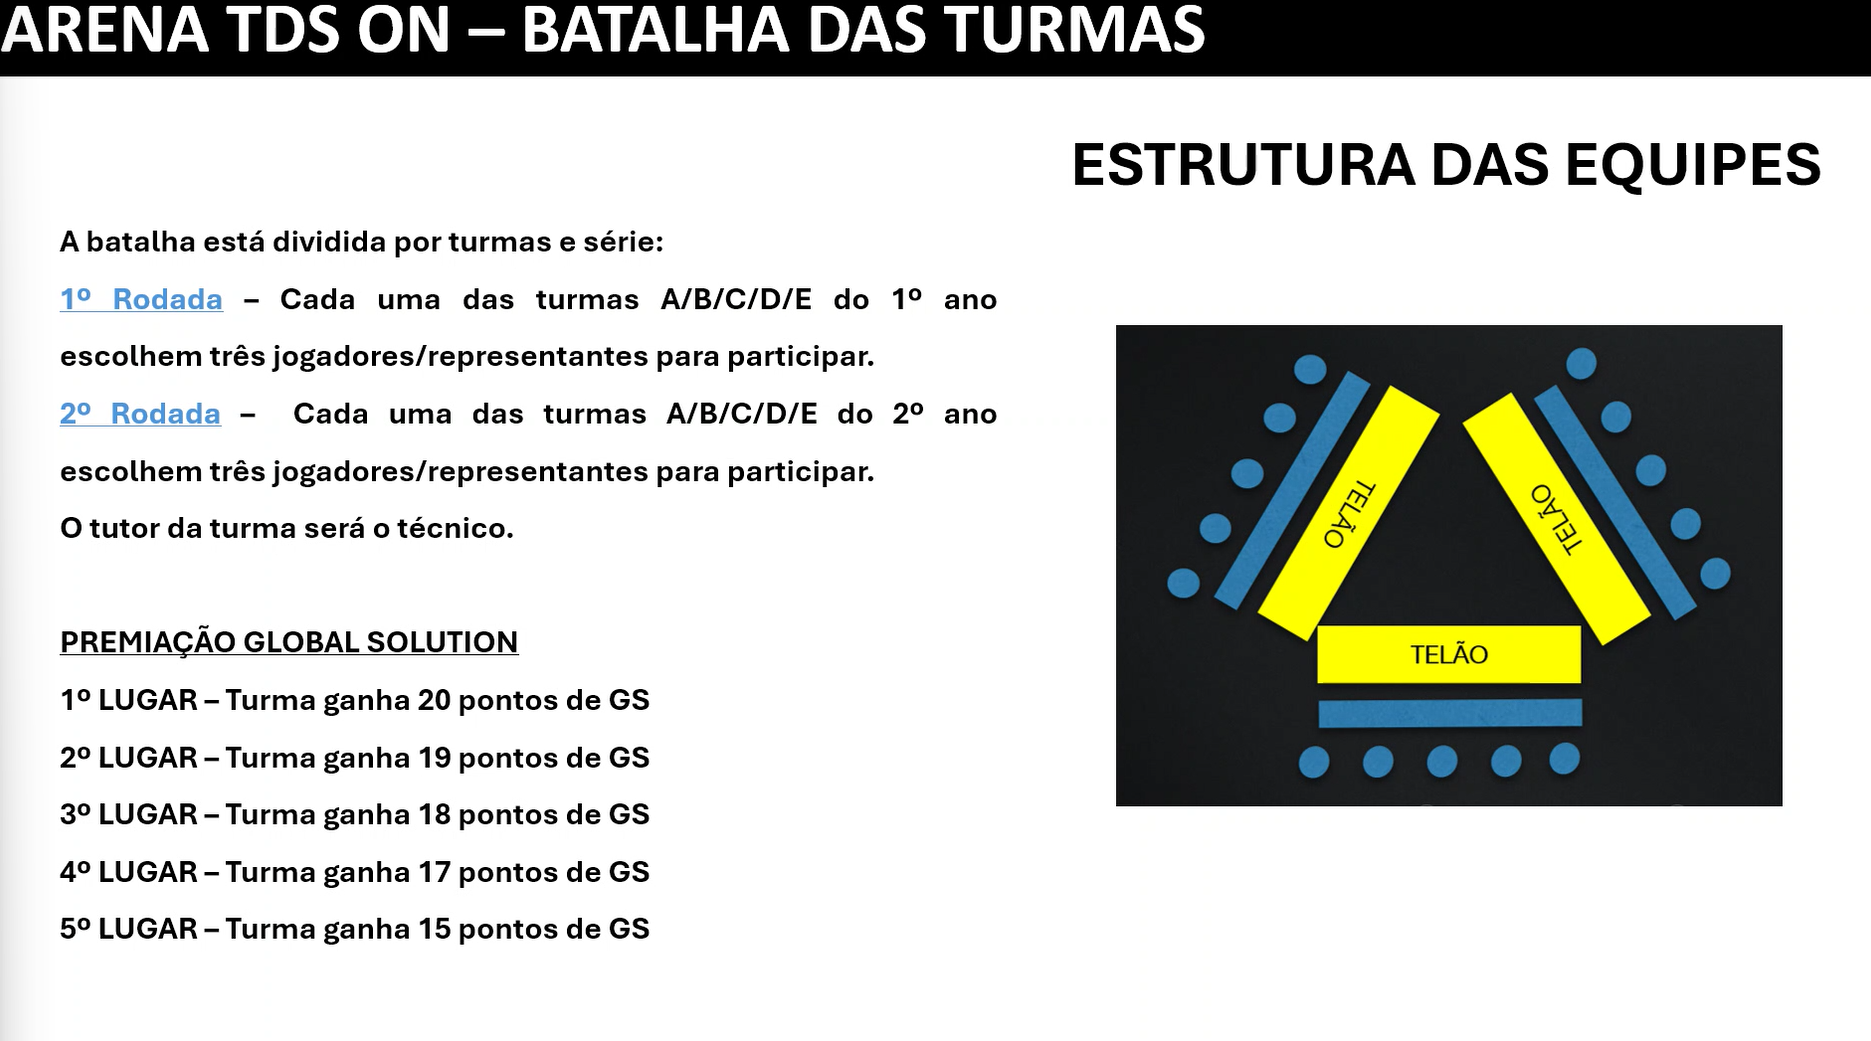 ARENA TDS ON – BATALHA DAS TURMAS
ESTRUTURA DAS EQUIPES
A batalha está dividida por turmas e série:
1º Rodada – Cada uma das turmas A/B/C/D/E do 1º ano
escolhem três jogadores/representantes para participar.
2º Rodada – Cada uma das turmas A/B/C/D/E do 2º ano
escolhem três jogadores/representantes para participar.
O tutor da turma será o técnico.
PREMIAÇÃO GLOBAL SOLUTION
1º LUGAR – Turma ganha 20 pontos de GS
2º LUGAR – Turma ganha 19 pontos de GS
3º LUGAR – Turma ganha 18 pontos de GS
4º LUGAR – Turma ganha 17 pontos de GS
5º LUGAR – Turma ganha 15 pontos de GS
TELÃO
TELÃO
TELÃO